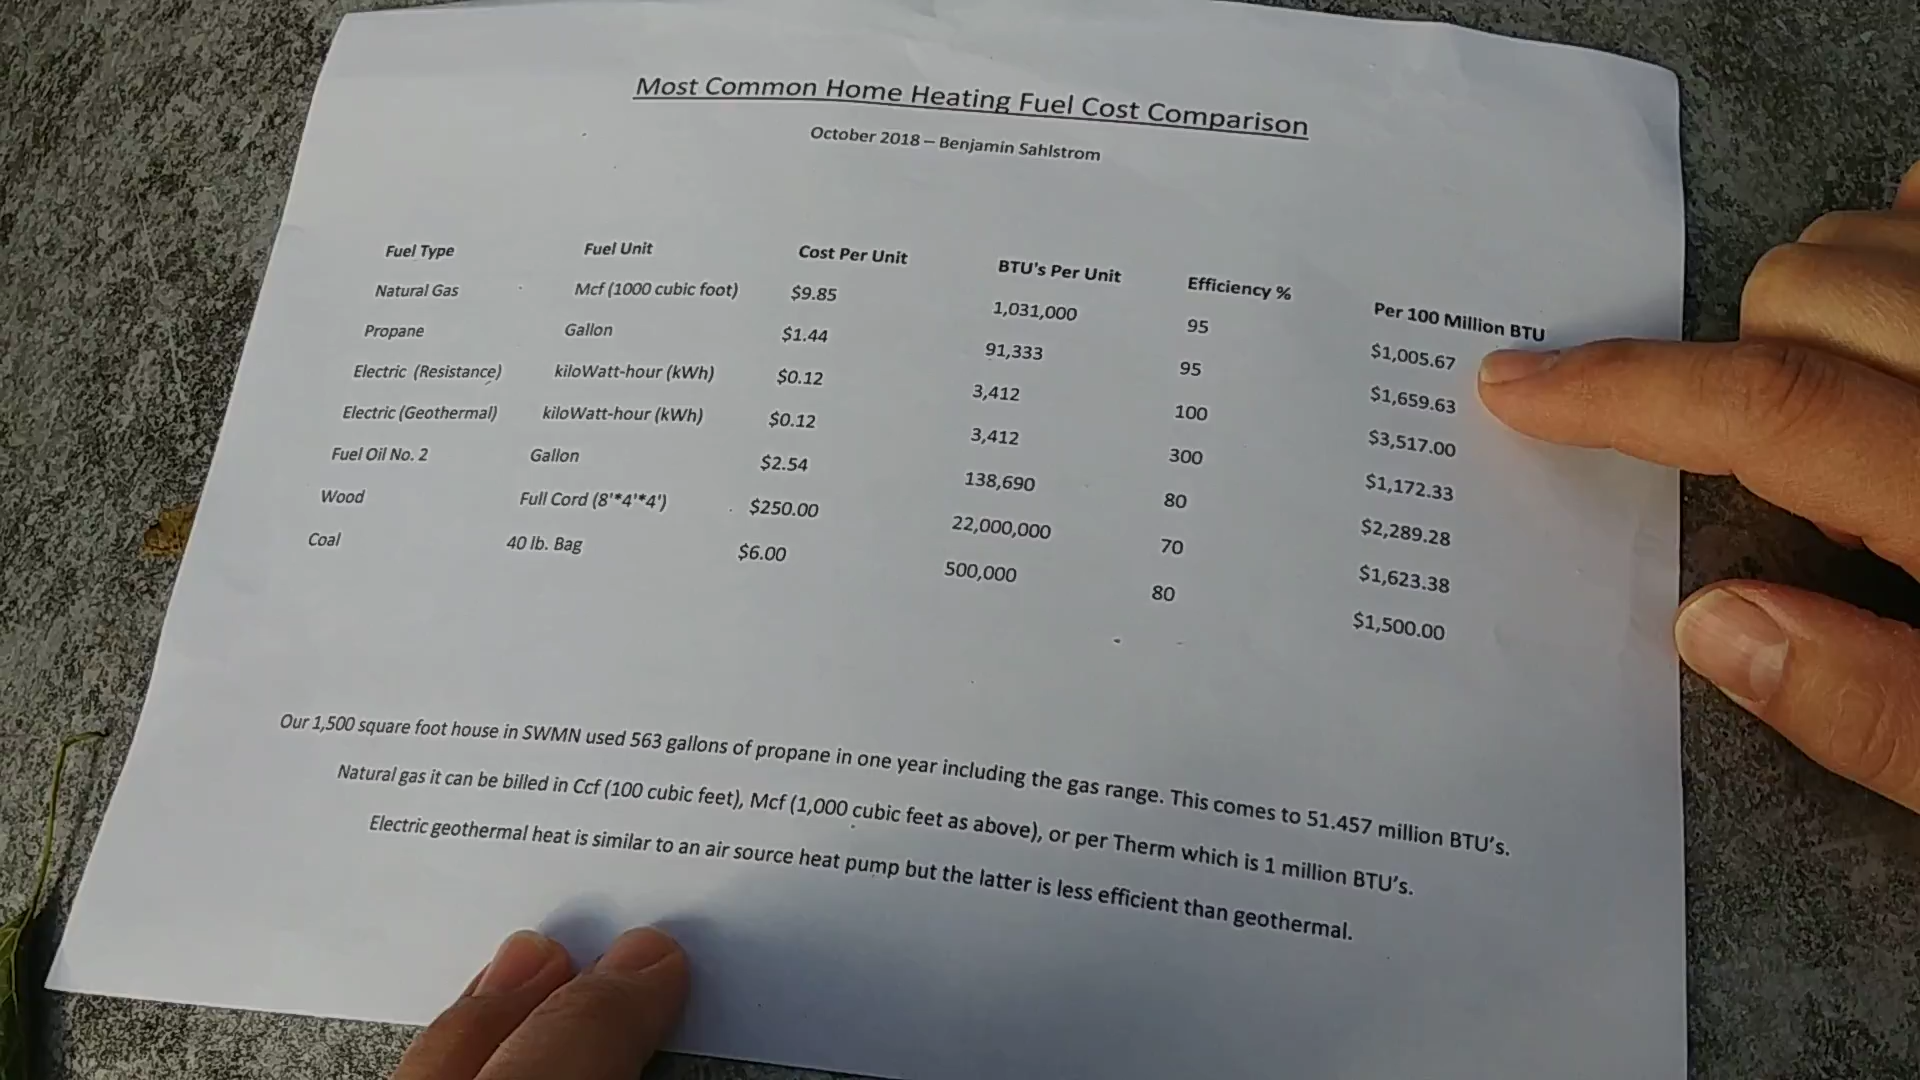 Most Common Home Heating Fuel Cost Comparison
October 2018 – Benjamin Sahlstrom
Fuel Type Fuel Unit Cost Per Unit BTU's Per Unit Efficiency % Per 100 Million BTU
Natural Gas Mcf (1000 cubic foot) $9.85 1,031,000 95 $1,005.67
Propane Gallon $1.44 91,333 95 $1,659.63
Electric (Resistance) kiloWatt-hour (kWh) $0.12 3,412 100 $3,517.00
Electric (Geothermal) kiloWatt-hour (kWh) $0.12 3,412 300 $1,172.33
Fuel Oil No. 2 Gallon $2.54 138,690 80 $2,289.28
Wood Full Cord (8'*4'*4') $250.00 22,000,000 70 $1,623.38
Coal 40 lb. Bag $6.00 500,000 80 $1,500.00
Our 1,500 square foot house in SWMN used 563 gallons of propane in one year including the gas range. This comes to 51.457 million BTU's.
Natural gas it can be billed in Ccf (100 cubic feet), Mcf (1,000 cubic feet as above), or per Therm which is 1 million BTU's.
Electric geothermal heat is similar to an air source heat pump but the latter is less efficient than geothermal.